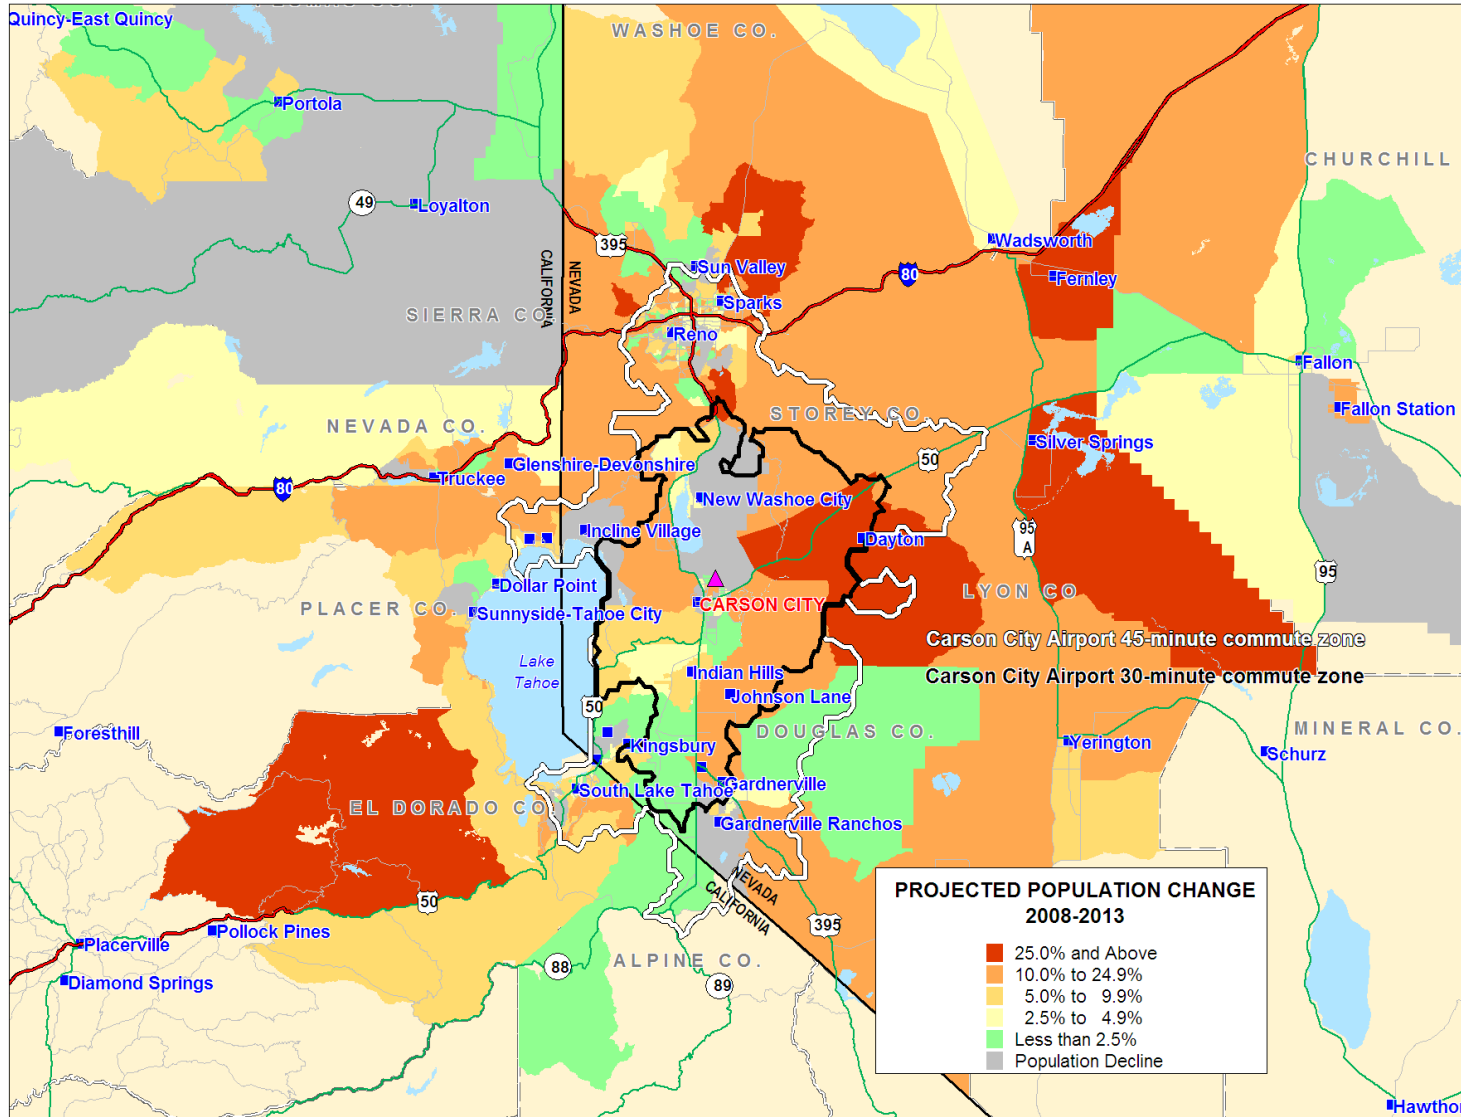 PLUMAS CO.
Quincy-East Quincy
WASHOE CO.
Portola
CHURCHILL
49
Loyalton
395
NEVADA
CALIFORNIA
Wadsworth
Sun Valley
80
Fernley
Sparks
SIERRA CO.
Reno
Fallon
STOREY CO.
Fallon Station
NEVADA CO.
Silver Springs
50
Glenshire-Devonshire
Truckee
80
New Washoe City
Incline Village
95
A
Dayton
95
Dollar Point
LYON CO
PLACER CO.
CARSON CITY
Sunnyside-Tahoe City
Carson City Airport 45-minute commute zone
Lake
Tahoe
Indian Hills
Carson City Airport 30-minute commute zone
Johnson Lane
50
Foresthill
DOUGLAS CO.
MINERAL CO.
Kingsbury
Yerington
Schurz
Gardnerville
South Lake Tahoe
EL DORADO CO.
Gardnerville Ranchos
NEVADA
CALIFORNIA
50
395
Pollock Pines
Placerville
ALPINE CO.
88
Diamond Springs
89
PROJECTED POPULATION CHANGE
2008-2013
25.0% and Above
10.0% to 24.9%
5.0% to 9.9%
2.5% to 4.9%
Less than 2.5%
Population Decline